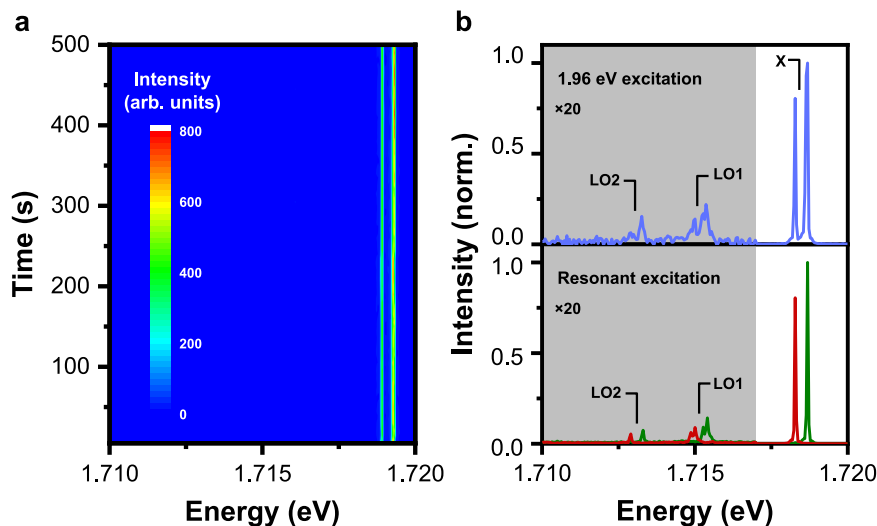 a
500
400
300
200
100
Time (s)
Intensity
(arb. units)
800
600
400
200
0
1.710
1.715
1.720
Energy (eV)
b
1.0
0.5
0.0
1.0
0.5
0.0
Intensity (norm.)
1.96 eV excitation
×20
X
LO2
LO1
Resonant excitation
×20
LO2
LO1
1.710
1.715
1.720
Energy (eV)